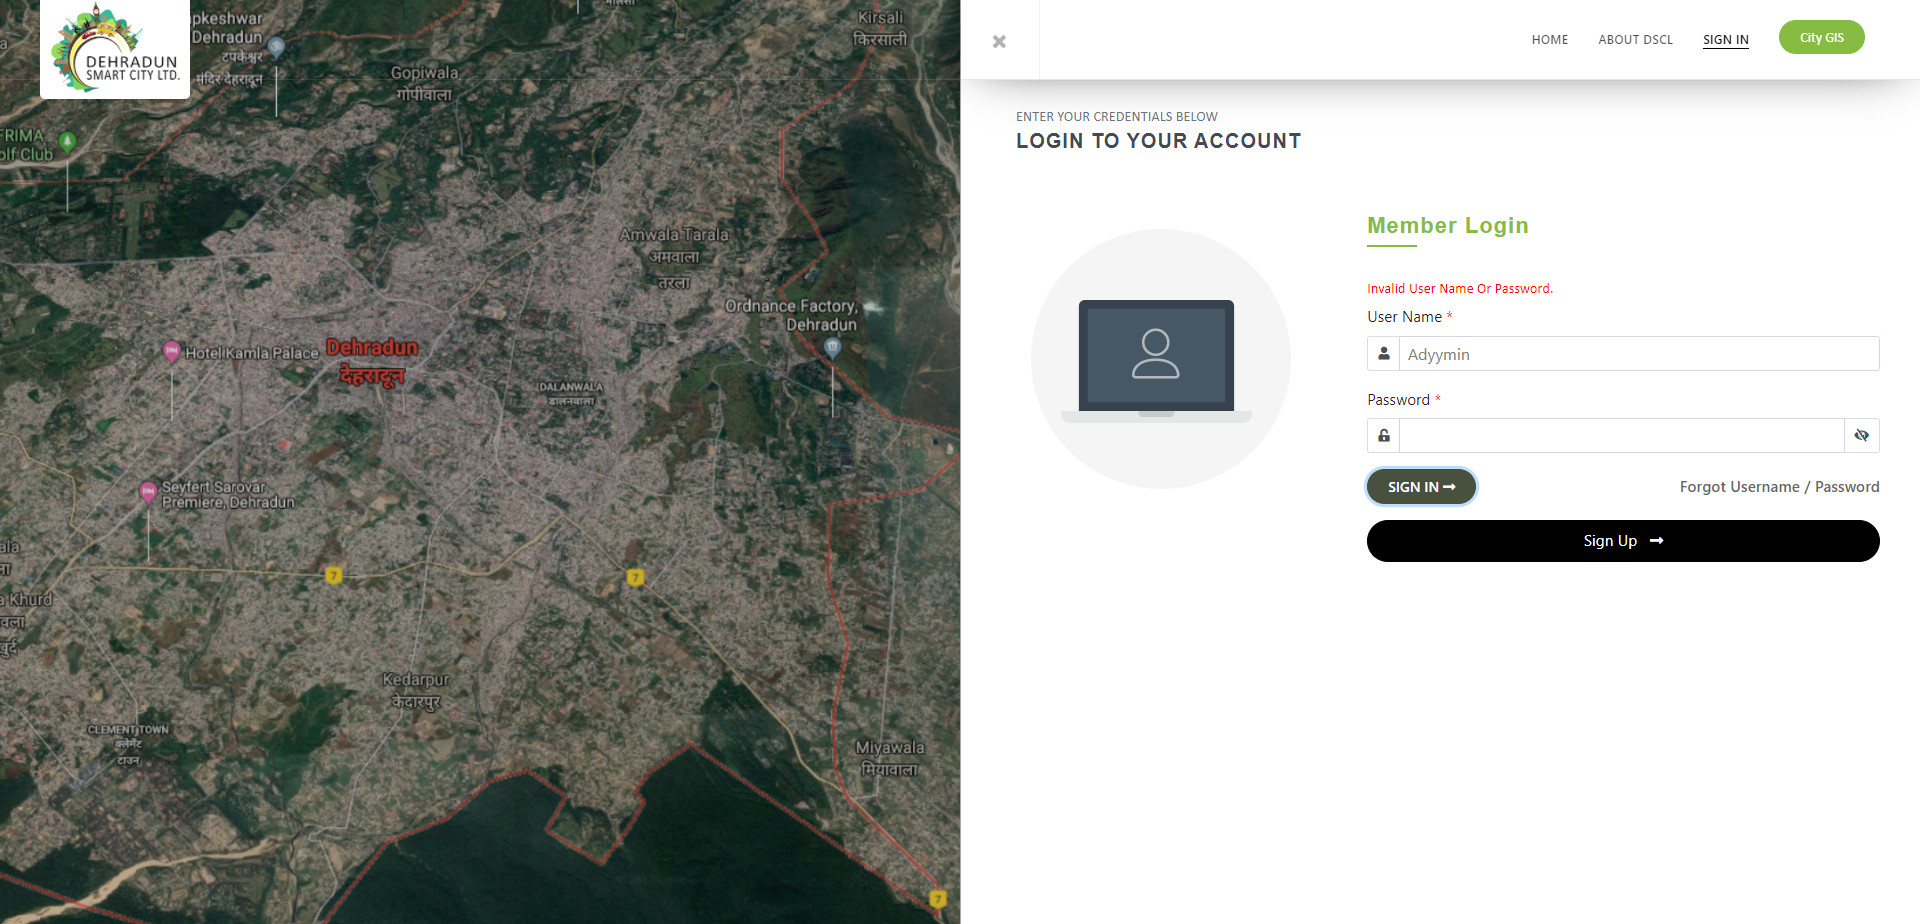 DEHRADUN
SMART CITY LTD.
apkeshwar
Dehradun
टपकेश्वर
मंदिर देहरादून
Kirsali
किरसाली
Gopiwala
गोपीवाला
FRIMA
olf Club
Amwala Tarala
अमवाला
तरला
Ordnance Factory,
Dehradun
Hotel Kamla Palace
Dehradun
देहरादून
DALANWALA
डालनवाला
Seyfert Sarovar
Premiere, Dehradun
7
7
a Khurd
Kedarpur
केदारपुर
CLEMENT TOWN
क्लेमेंट
टाउन
Miyawala
मियावाला
7
HOME
ABOUT DSCL
SIGN IN
City GIS
ENTER YOUR CREDENTIALS BELOW
LOGIN TO YOUR ACCOUNT
Member Login
Invalid User Name Or Password.
User Name *
Adyymin
Password *
SIGN IN
Forgot Username / Password
Sign Up